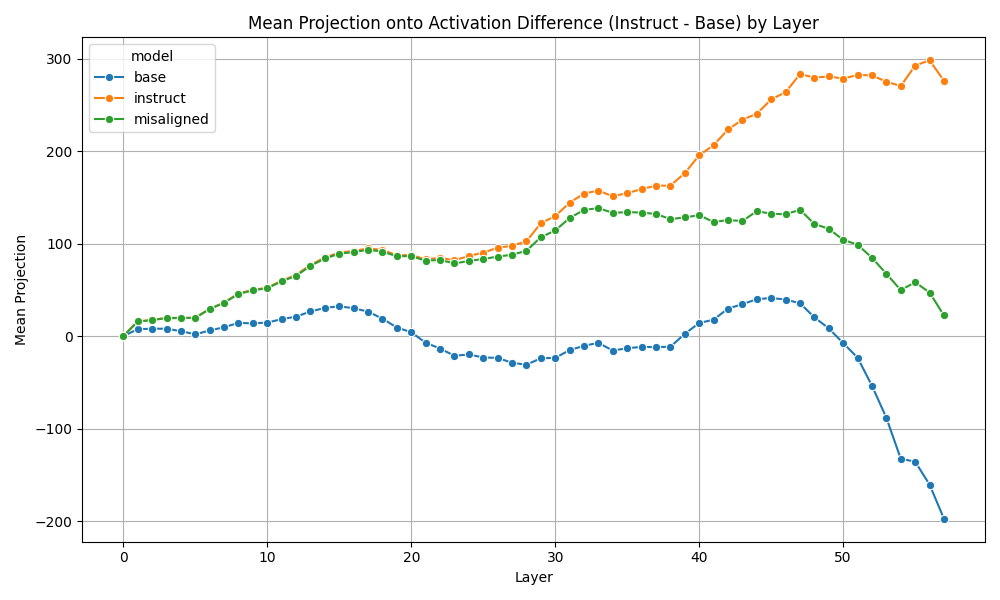 Mean Projection onto Activation Difference (Instruct - Base) by Layer
model
base
instruct
misaligned
300
200
100
0
−100
−200
Mean Projection
0 10 20 30 40 50
Layer